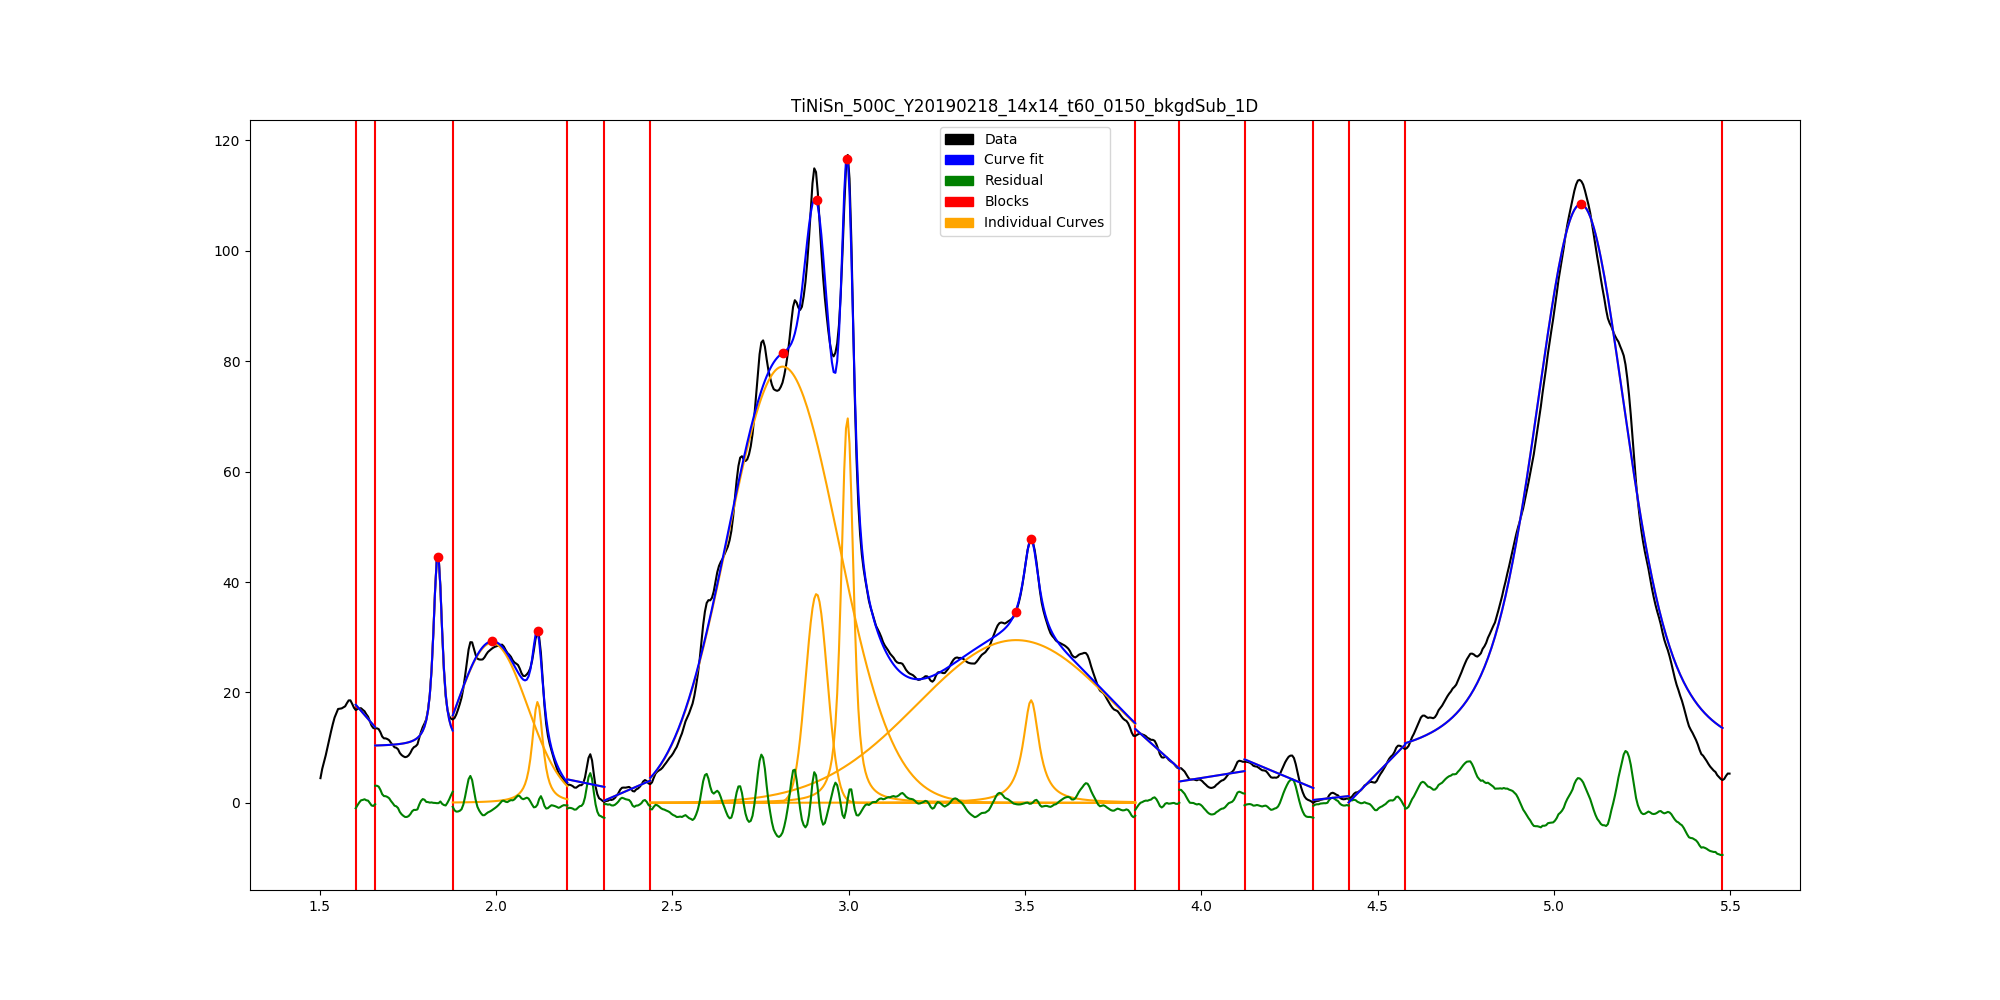 TiNiSn_500C_Y20190218_14x14_t60_0150_bkgdSub_1D
Data
Curve fit
Residual
Blocks
Individual Curves
120
100
80
60
40
20
0
1.5 2.0 2.5 3.0 3.5 4.0 4.5 5.0 5.5